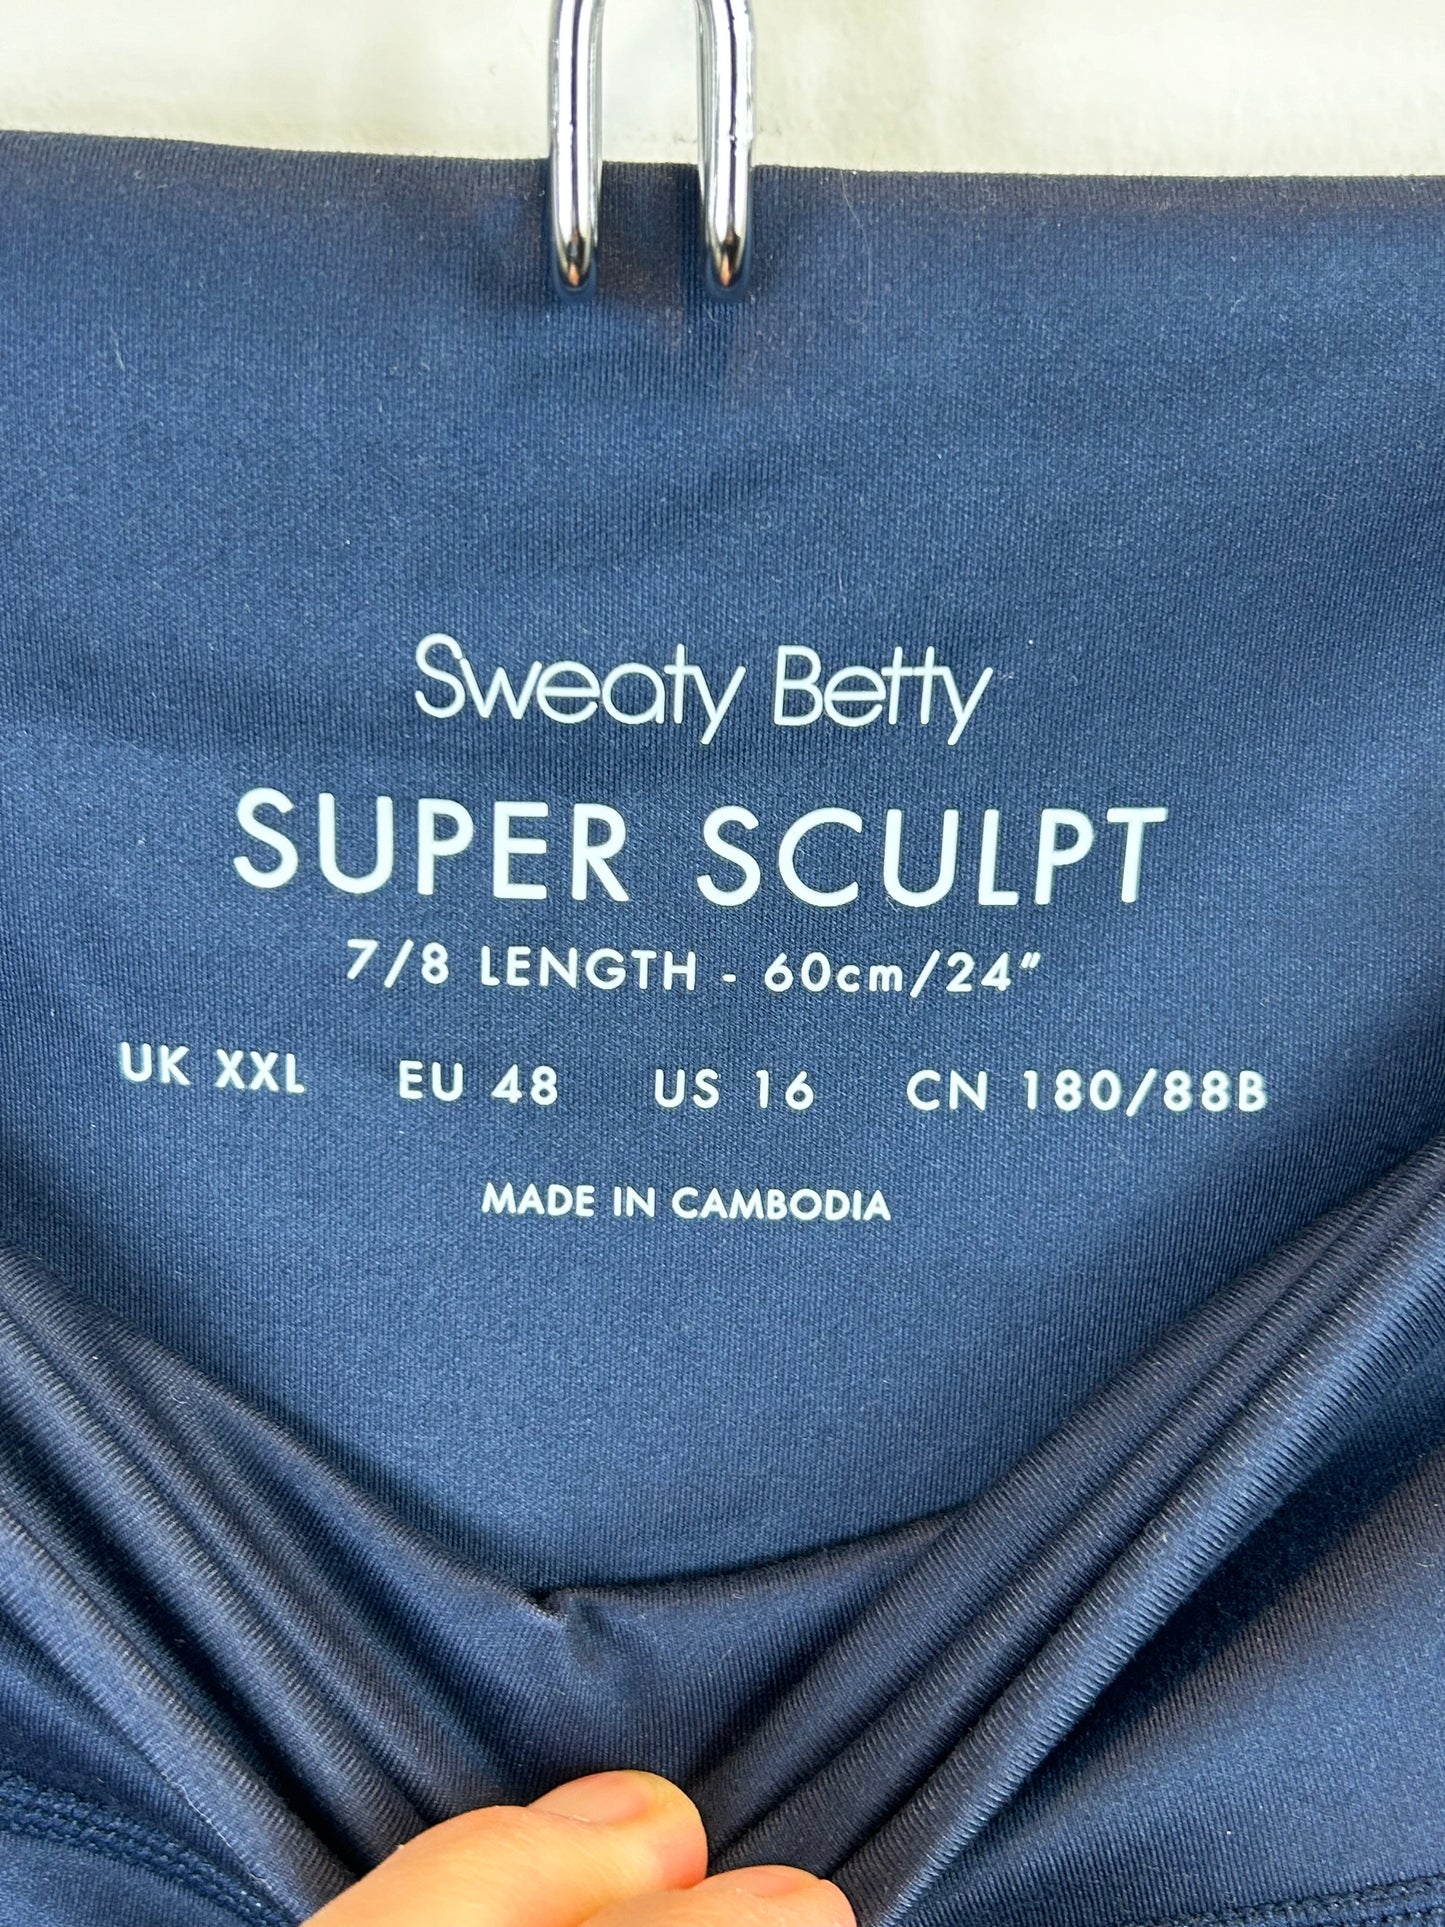 Sweaty Betty
SUPER SCULPT
7/8 LENGTH - 60cm/24"
UK XXL EU 48 US 16 CN 180/88B
MADE IN CAMBODIA